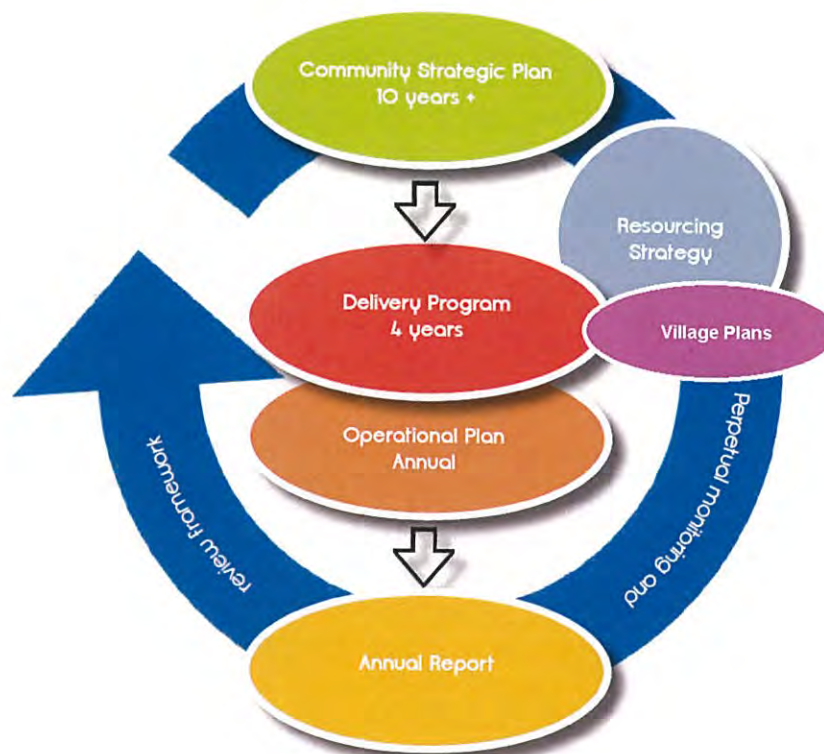 Community Strategic Plan
10 years +
Resourcing
Strategy
Delivery Program
4 years
Village Plans
Operational Plan
Annual
Perpetual monitoring and
review framework
Annual Report